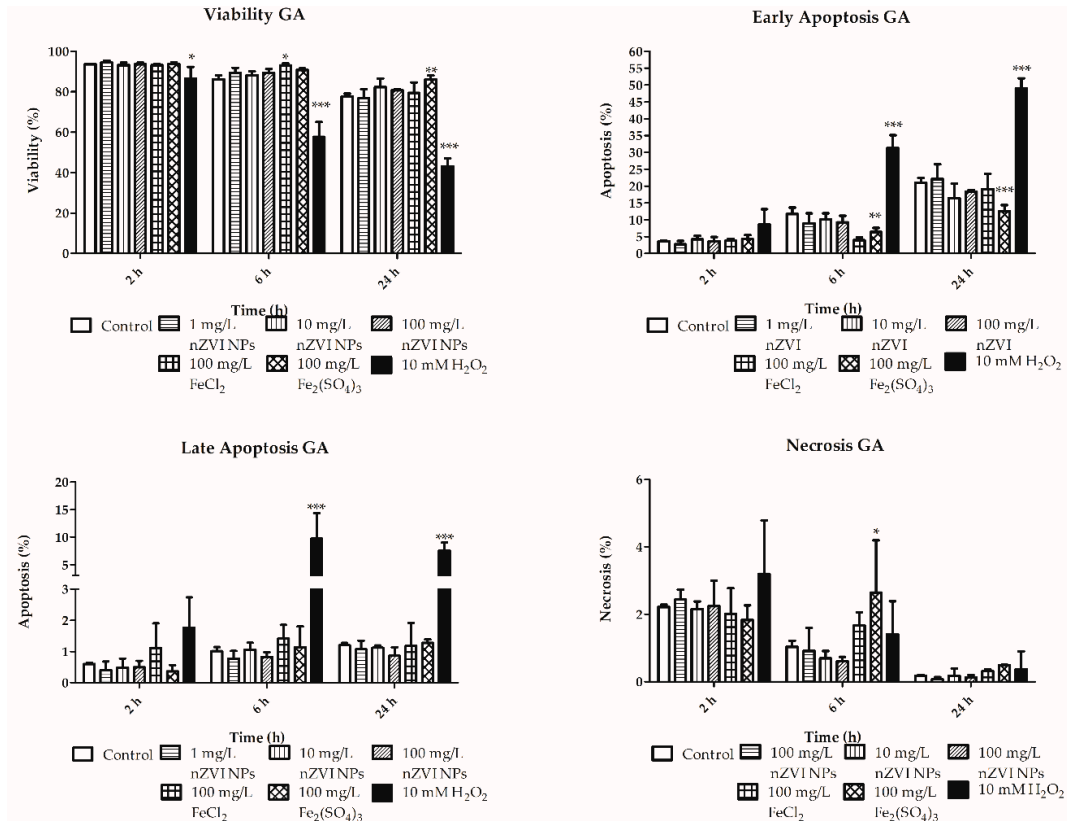 Viability GA
Viability (%)
100
80
60
40
20
0
*
*
***
**
***
2 h
6 h
24 h
Time (h)
Control
1 mg/L
nZVI NPs
10 mg/L
nZVI NPs
100 mg/L
nZVI NPs
100 mg/L
FeCl₂
100 mg/L
Fe₂(SO₄)₃
10 mM H₂O₂
Early Apoptosis GA
Apoptosis (%)
60
55
50
45
40
35
30
25
20
15
10
5
0
**
***
***
***
2 h
6 h
24 h
Time (h)
Control
1 mg/L
nZVI
10 mg/L
nZVI
100 mg/L
nZVI
100 mg/L
FeCl₂
100 mg/L
Fe₂(SO₄)₃
10 mM H₂O₂
Late Apoptosis GA
Apoptosis (%)
20
15
10
5
3
2
1
0
***
***
2 h
6 h
24 h
Time (h)
Control
1 mg/L
nZVI NPs
10 mg/L
nZVI NPs
100 mg/L
nZVI NPs
100 mg/L
FeCl₂
100 mg/L
Fe₂(SO₄)₃
10 mM H₂O₂
Necrosis GA
Necrosis (%)
6
4
2
0
*
2 h
6 h
24 h
Time (h)
Control
100 mg/L
nZVI NPs
10 mg/L
nZVI NPs
100 mg/L
nZVI NPs
100 mg/L
FeCl₂
100 mg/L
Fe₂(SO₄)₃
10 mM H₂O₂